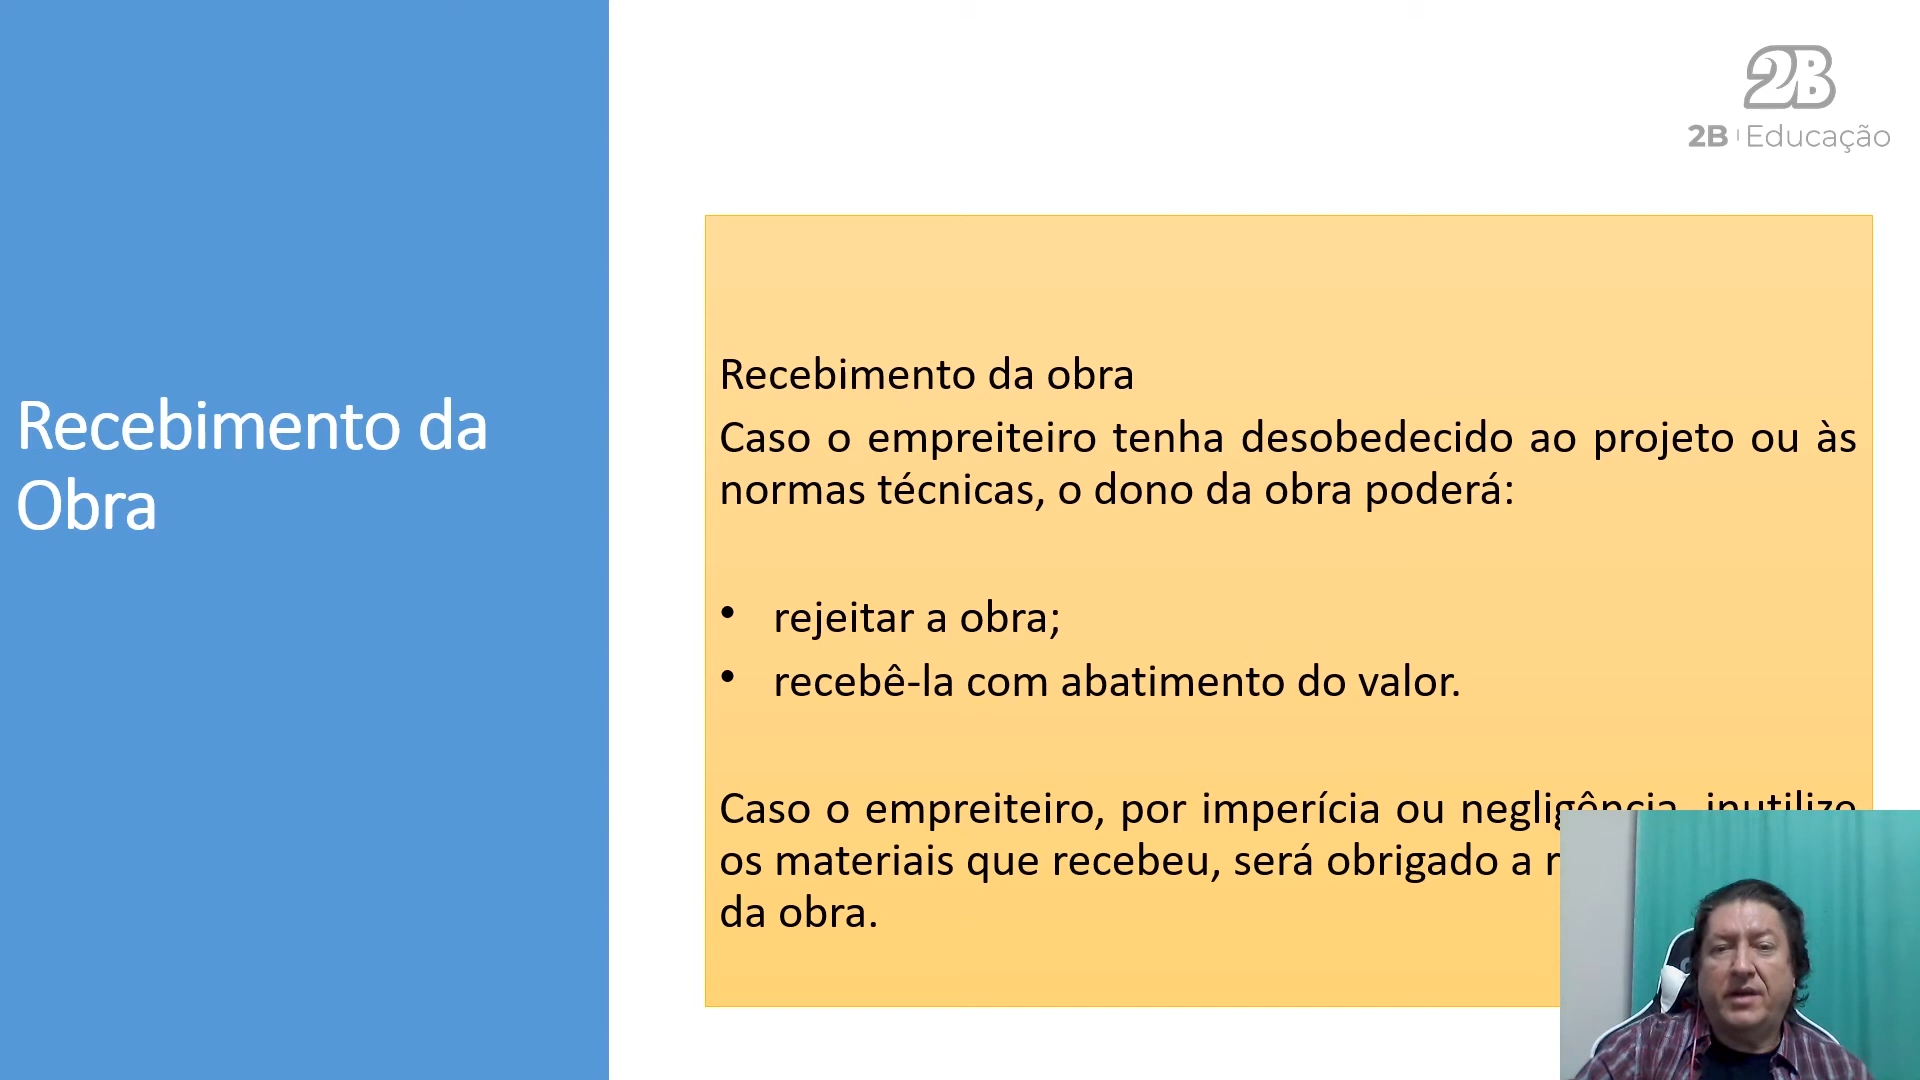 2B
2B | Educação
Recebimento da
Obra
Recebimento da obra
Caso o empreiteiro tenha desobedecido ao projeto ou às
normas técnicas, o dono da obra poderá:
• rejeitar a obra;
• recebê-la com abatimento do valor.
Caso o empreiteiro, por imperícia ou negligência, inutilize
os materiais que recebeu, será obrigado a
da obra.